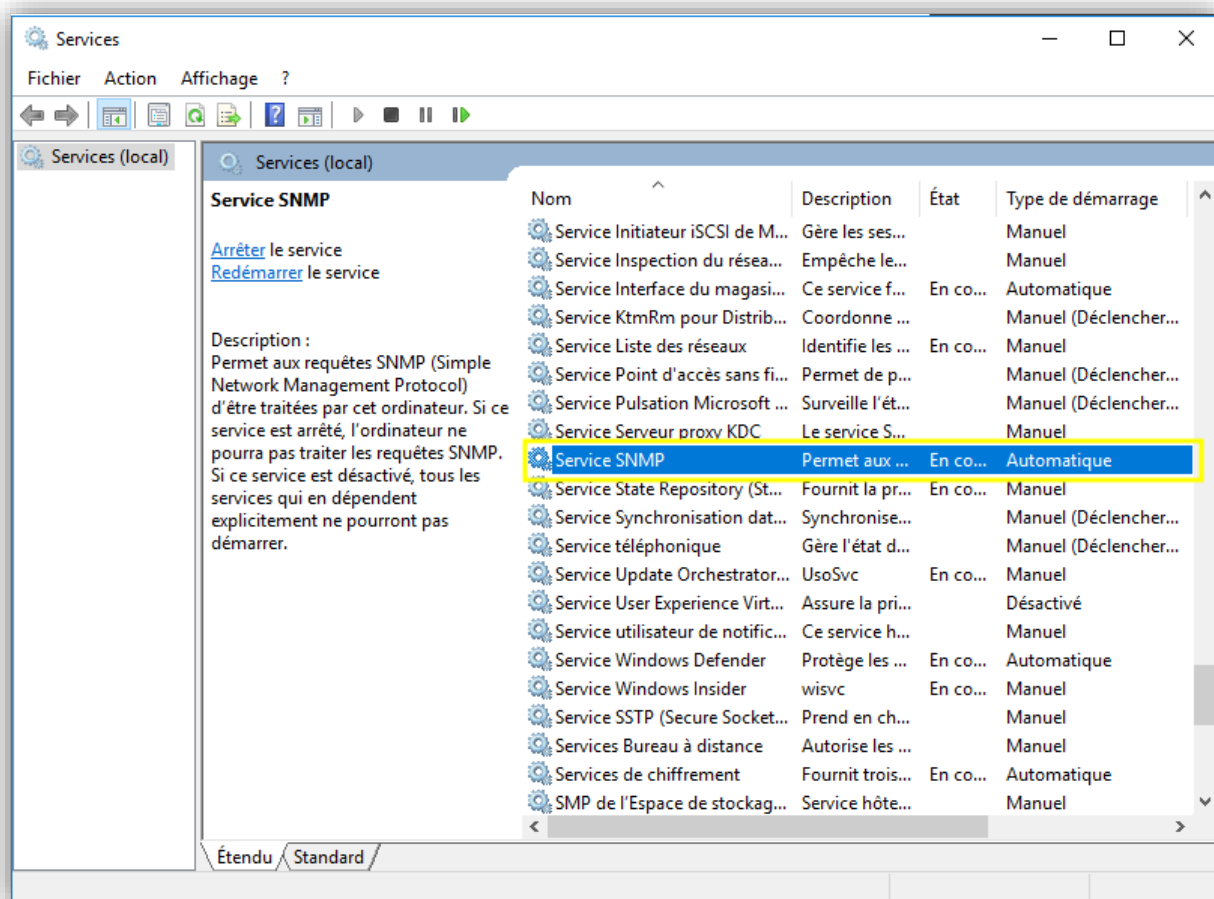 Services
Fichier Action Affichage ?
Services (local)
Services (local)
Service SNMP
Arrêter le service
Redémarrer le service
Description :
Permet aux requêtes SNMP (Simple
Network Management Protocol)
d'être traitées par cet ordinateur. Si ce
service est arrêté, l'ordinateur ne
pourra pas traiter les requêtes SNMP.
Si ce service est désactivé, tous les
services qui en dépendent
explicitement ne pourront pas
démarrer.
Nom Description État Type de démarrage
Service Initiateur iSCSI de M... Gère les ses... Manuel
Service Inspection du résea... Empêche le... Manuel
Service Interface du magasi... Ce service f... En co... Automatique
Service KtmRm pour Distrib... Coordonne ... Manuel (Déclencher...
Service Liste des réseaux Identifie les ... En co... Manuel
Service Point d'accès sans fi... Permet de p... Manuel (Déclencher...
Service Pulsation Microsoft ... Surveille l'ét... Manuel (Déclencher...
Service Serveur proxy KDC Le service S... Manuel
Service SNMP Permet aux ... En co... Automatique
Service State Repository (St... Fournit la pr... En co... Manuel
Service Synchronisation dat... Synchronise... Manuel (Déclencher...
Service téléphonique Gère l'état d... Manuel (Déclencher...
Service Update Orchestrator... UsoSvc En co... Manuel
Service User Experience Virt... Assure la pri... Désactivé
Service utilisateur de notific... Ce service h... Manuel
Service Windows Defender Protège les ... En co... Automatique
Service Windows Insider wisvc En co... Manuel
Service SSTP (Secure Socket... Prend en ch... Manuel
Services Bureau à distance Autorise les ... Manuel
Services de chiffrement Fournit trois... En co... Automatique
SMP de l'Espace de stockag... Service hôte... Manuel
Étendu Standard